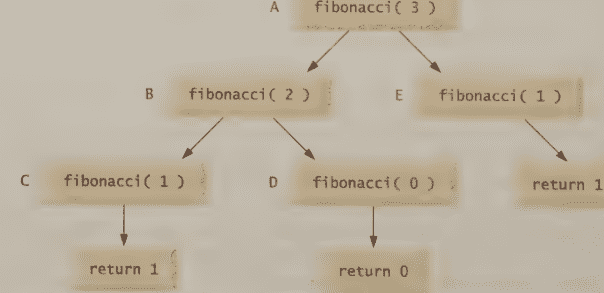 A fibonacci( 3 )
B fibonacci( 2 ) E fibonacci( 1 )
C fibonacci( 1 ) D fibonacci( 0 ) return 1
return 1 return 0